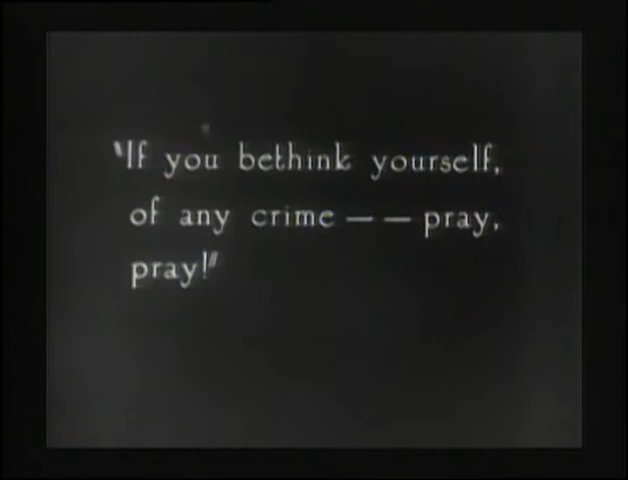 "If you bethink yourself,
of any crime — — pray,
pray!"